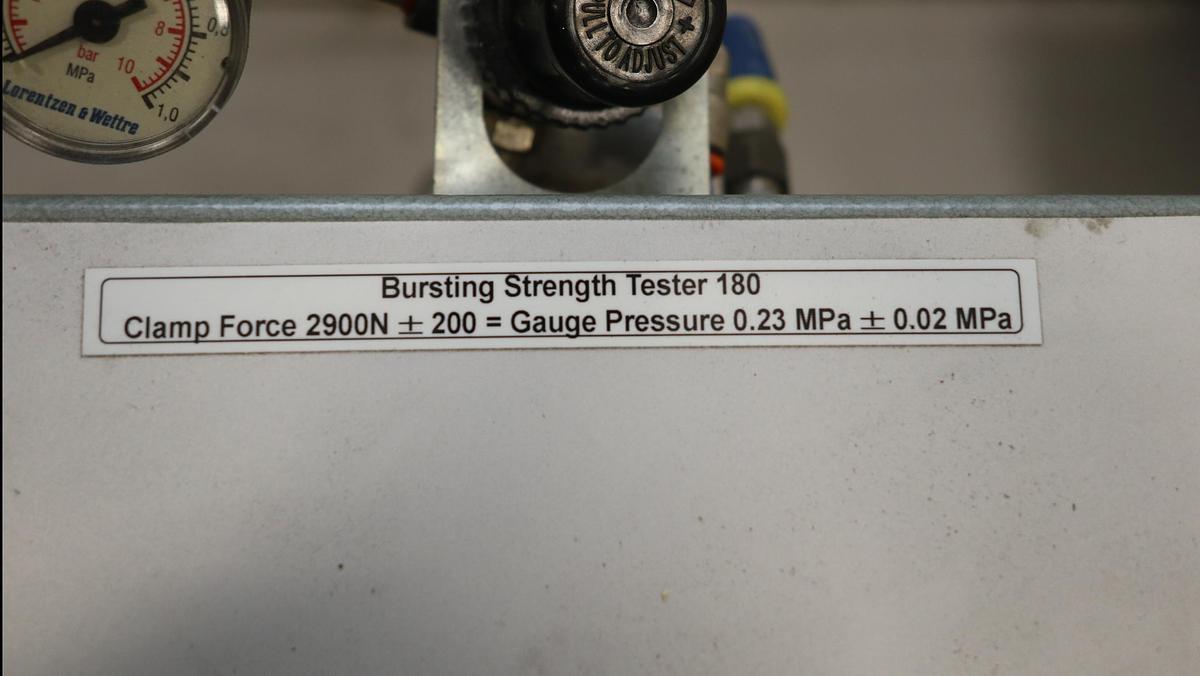 PULL TO ADJUST +
0,8
8
bar
MPa
10
1,0
Lorentzen & Wettre
Bursting Strength Tester 180
Clamp Force 2900N ± 200 = Gauge Pressure 0.23 MPa ± 0.02 MPa